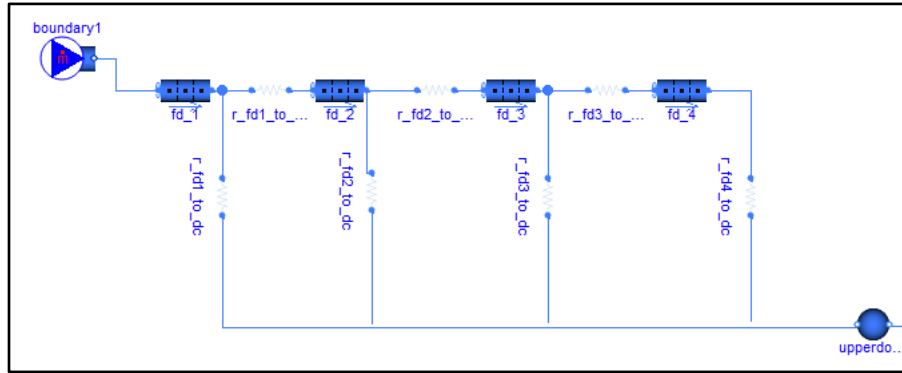 boundary1
ṁ
fd_1
r_fd1_to_...
fd_2
r_fd2_to_...
fd_3
r_fd3_to_...
fd_4
r_fd1_to_dc
r_fd2_to_dc
r_fd3_to_dc
r_fd4_to_dc
upperdo...